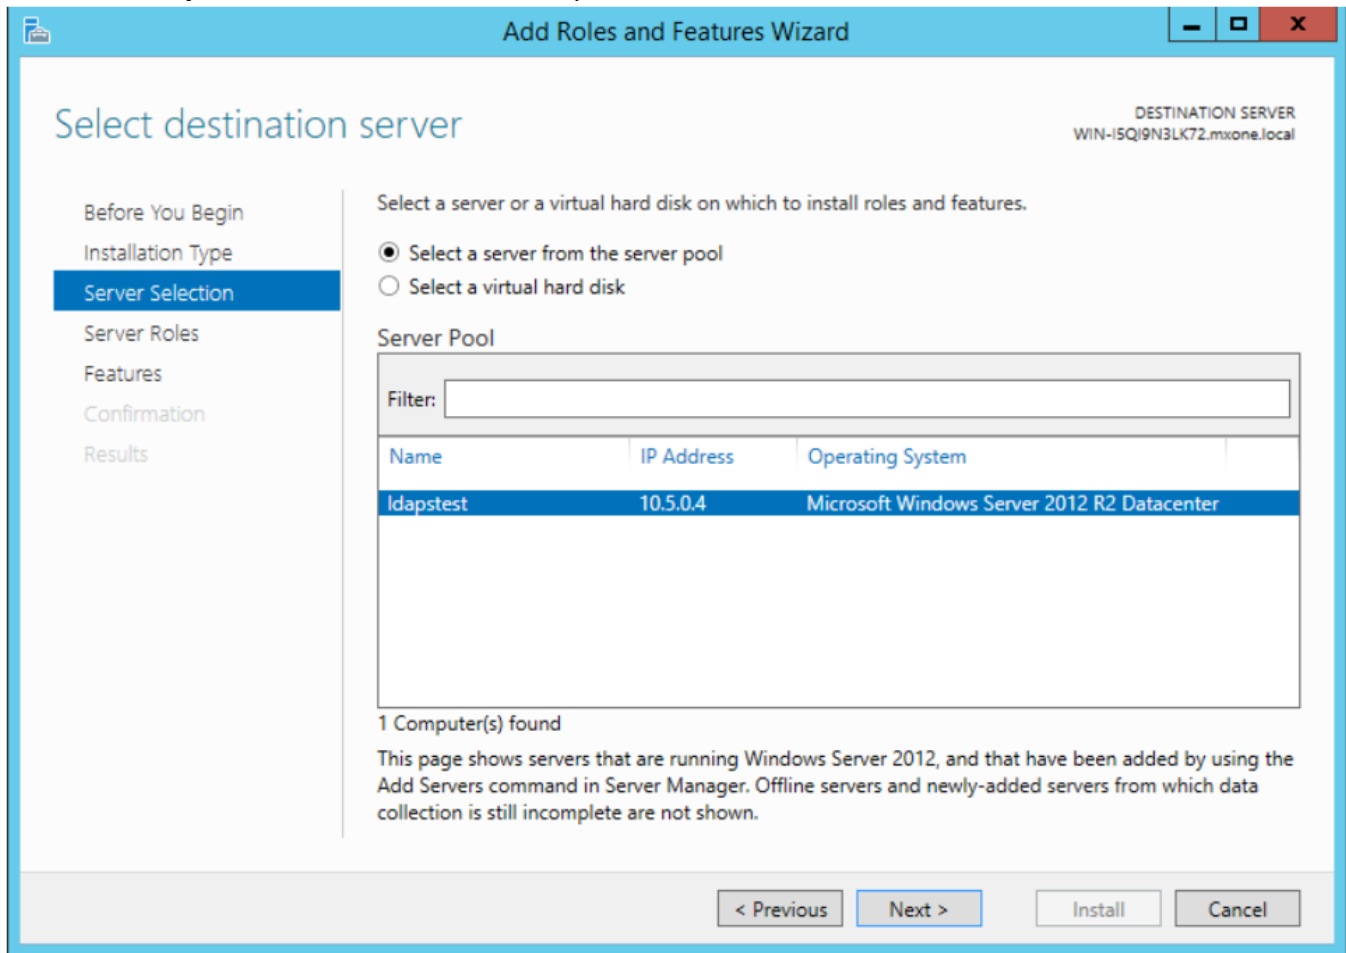 Add Roles and Features Wizard
Select destination server
DESTINATION SERVER
WIN-I5QI9N3LK72.mxone.local
Before You Begin
Installation Type
Server Selection
Server Roles
Features
Confirmation
Results
Select a server or a virtual hard disk on which to install roles and features.
Select a server from the server pool
Select a virtual hard disk
Server Pool
Filter:
Name IP Address Operating System
ldapstest 10.5.0.4 Microsoft Windows Server 2012 R2 Datacenter
1 Computer(s) found
This page shows servers that are running Windows Server 2012, and that have been added by using the
Add Servers command in Server Manager. Offline servers and newly-added servers from which data
collection is still incomplete are not shown.
< Previous Next > Install Cancel